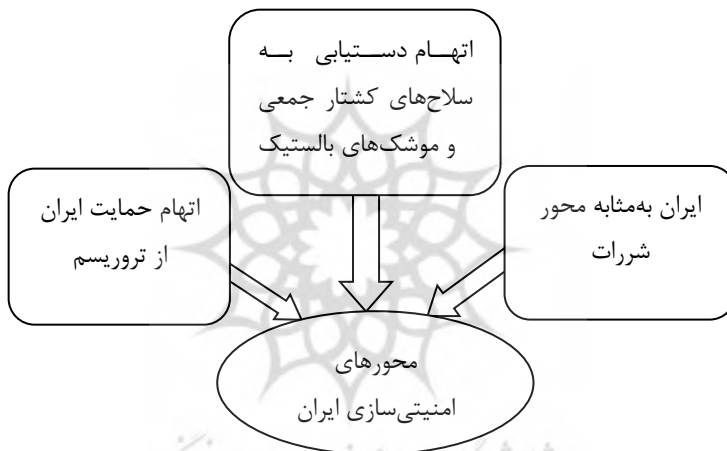 اتهام دستیابی به
سلاح‌های کشتار جمعی
و موشک‌های بالستیک
ایران به‌مثابه محور
شررات
اتهام حمایت ایران
از تروریسم
محورهای
امنیتی‌سازی ایران